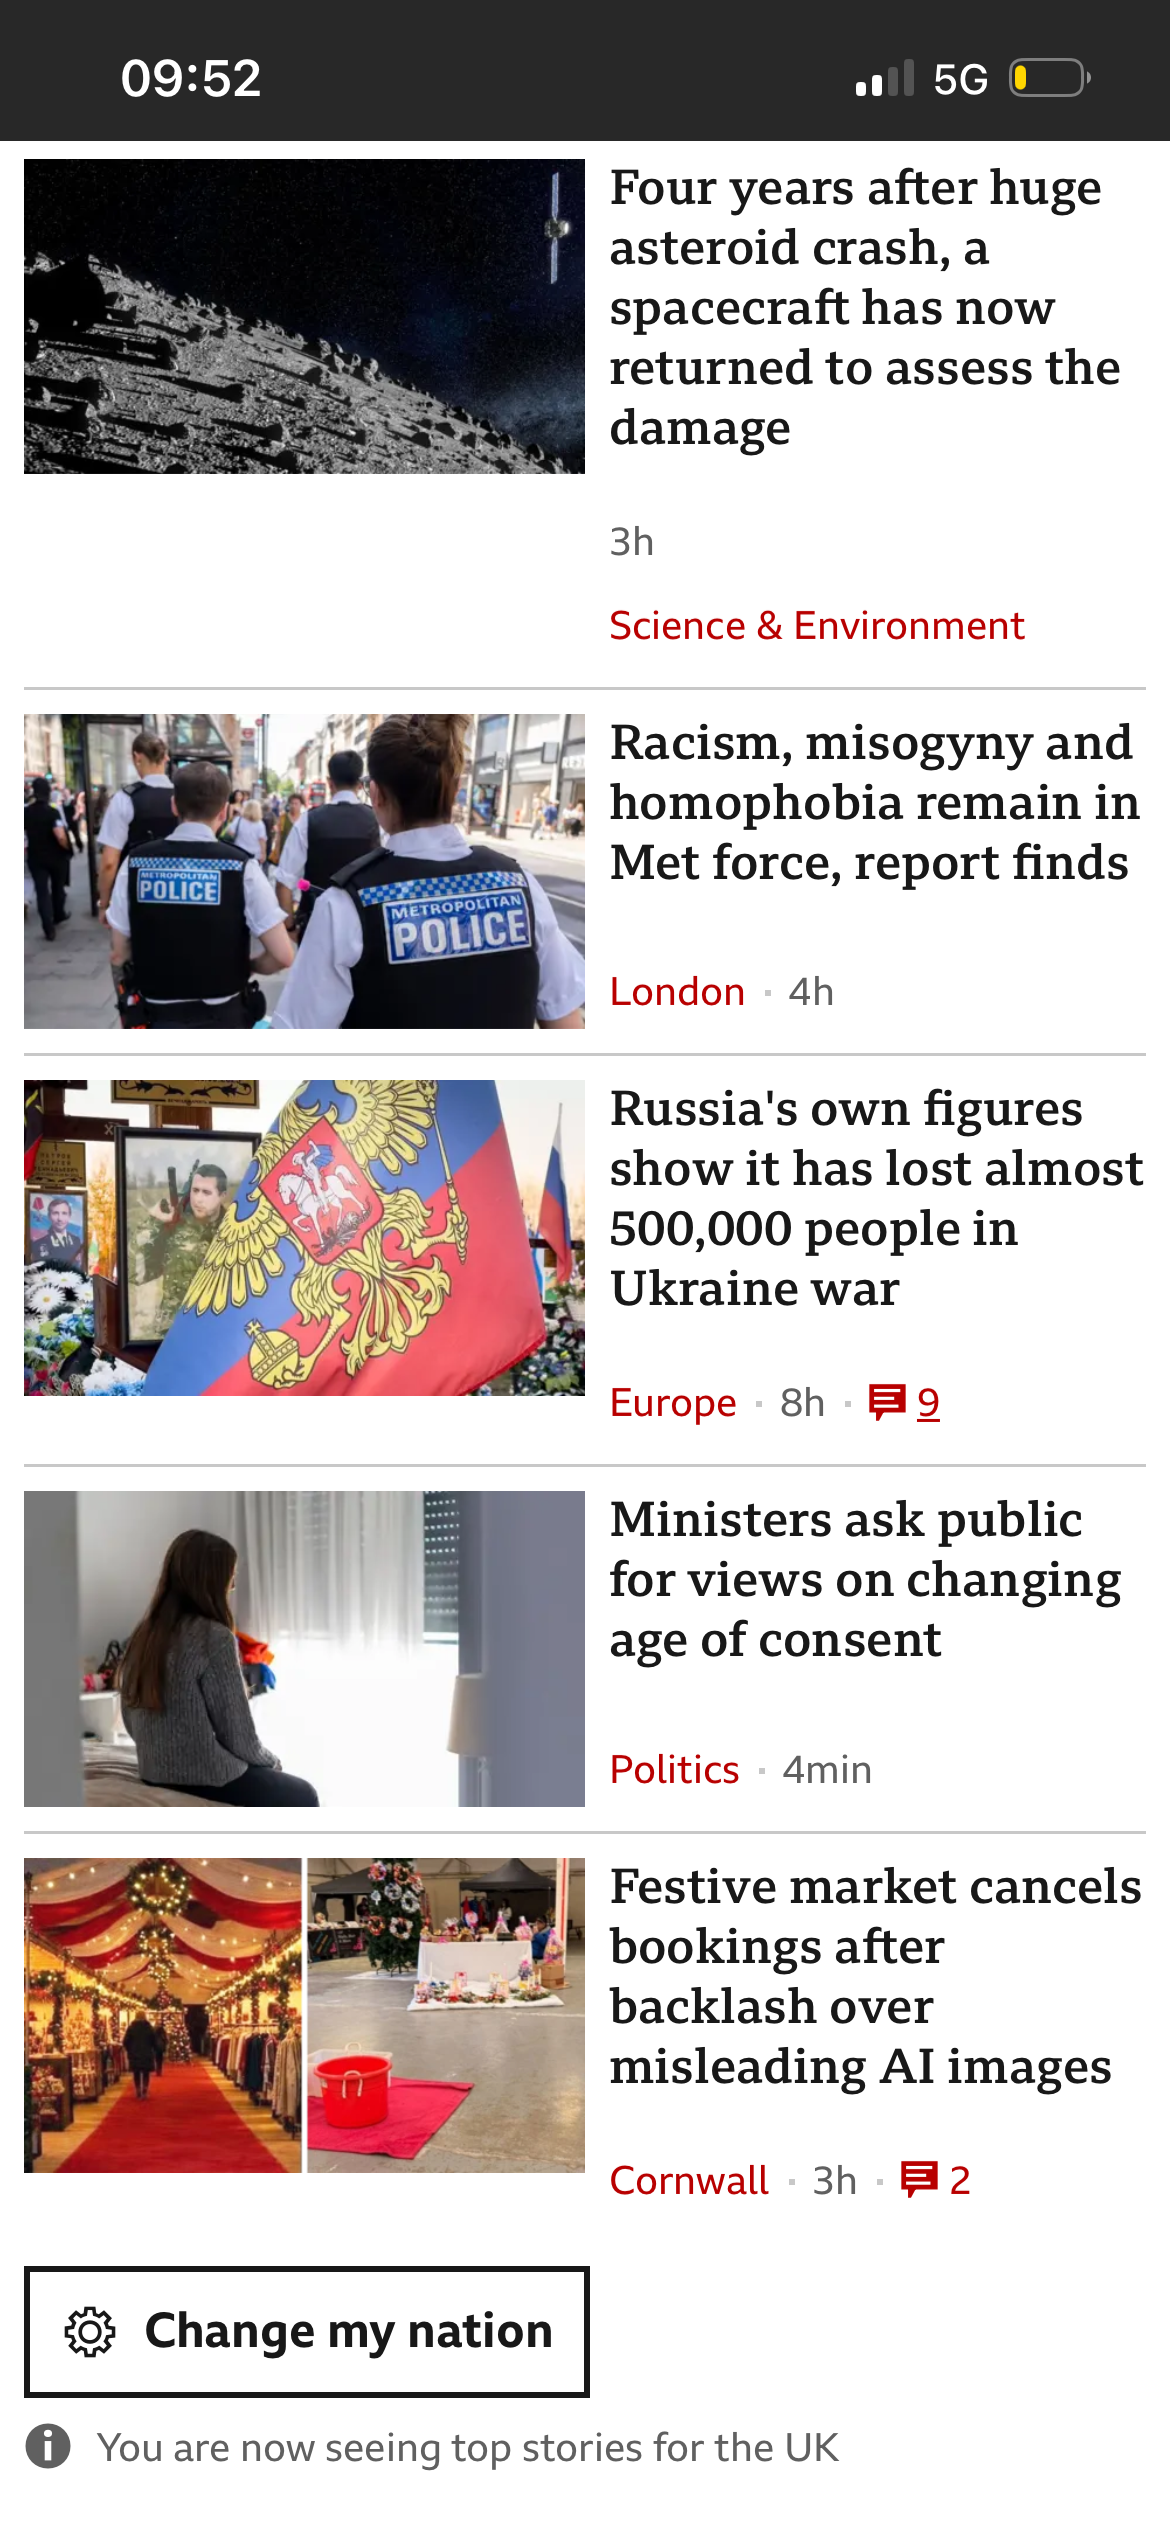 09:52
5G
Four years after huge
asteroid crash, a
spacecraft has now
returned to assess the
damage
3h
Science & Environment
METROPOLITAN
POLICE
METROPOLITAN
POLICE
Racism, misogyny and
homophobia remain in
Met force, report finds
London · 4h
Russia's own figures
show it has lost almost
500,000 people in
Ukraine war
Europe · 8h · 9
Ministers ask public
for views on changing
age of consent
Politics · 4min
Festive market cancels
bookings after
backlash over
misleading AI images
Cornwall · 3h · 2
Change my nation
You are now seeing top stories for the UK